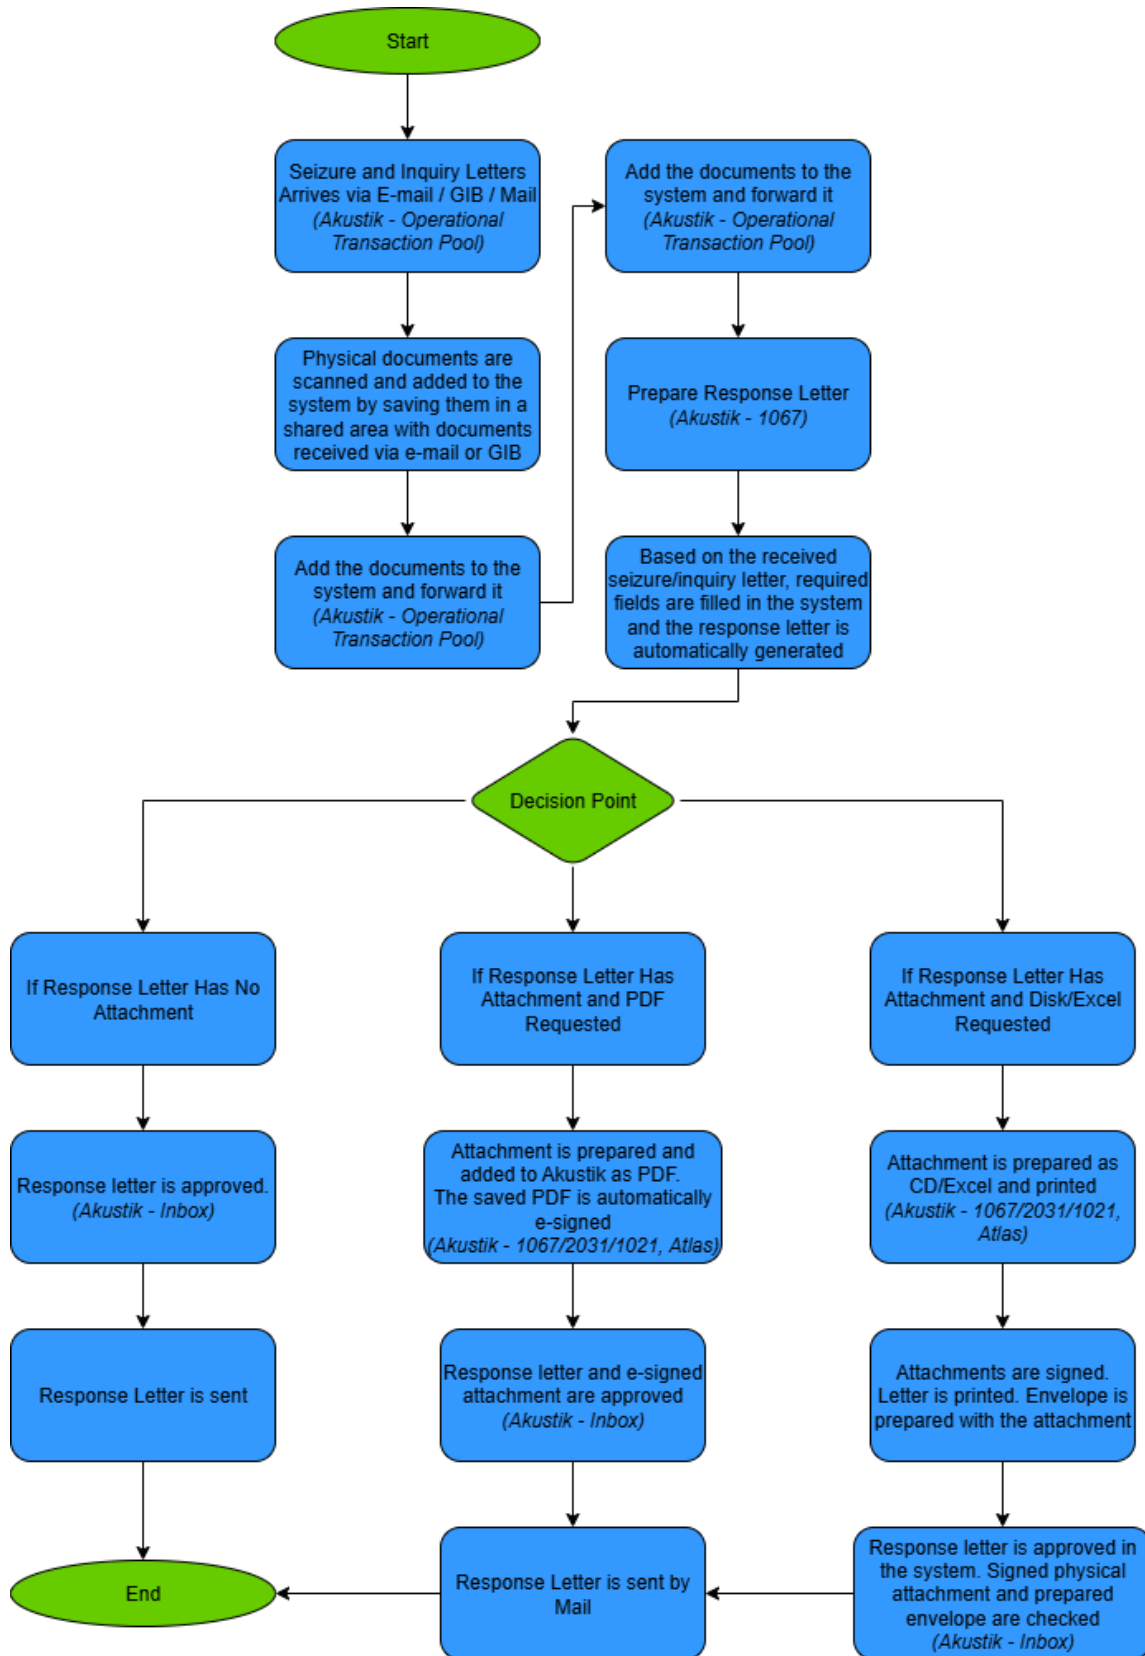 Start
Seizure and Inquiry Letters
Arrives via E-mail / GIB / Mail
(Akustik - Operational
Transaction Pool)
Physical documents are
scanned and added to the
system by saving them in a
shared area with documents
received via e-mail or GIB
Add the documents to the
system and forward it
(Akustik - Operational
Transaction Pool)
Add the documents to the
system and forward it
(Akustik - Operational
Transaction Pool)
Prepare Response Letter
(Akustik - 1067)
Based on the received
seizure/inquiry letter, required
fields are filled in the system
and the response letter is
automatically generated
Decision Point
If Response Letter Has No
Attachment
Response letter is approved.
(Akustik - Inbox)
Response Letter is sent
End
If Response Letter Has
Attachment and PDF
Requested
Attachment is prepared and
added to Akustik as PDF.
The saved PDF is automatically
e-signed
(Akustik - 1067/2031/1021, Atlas)
Response letter and e-signed
attachment are approved
(Akustik - Inbox)
Response Letter is sent by
Mail
If Response Letter Has
Attachment and Disk/Excel
Requested
Attachment is prepared as
CD/Excel and printed
(Akustik - 1067/2031/1021,
Atlas)
Attachments are signed.
Letter is printed. Envelope is
prepared with the attachment
Response letter is approved in
the system. Signed physical
attachment and prepared
envelope are checked
(Akustik - Inbox)